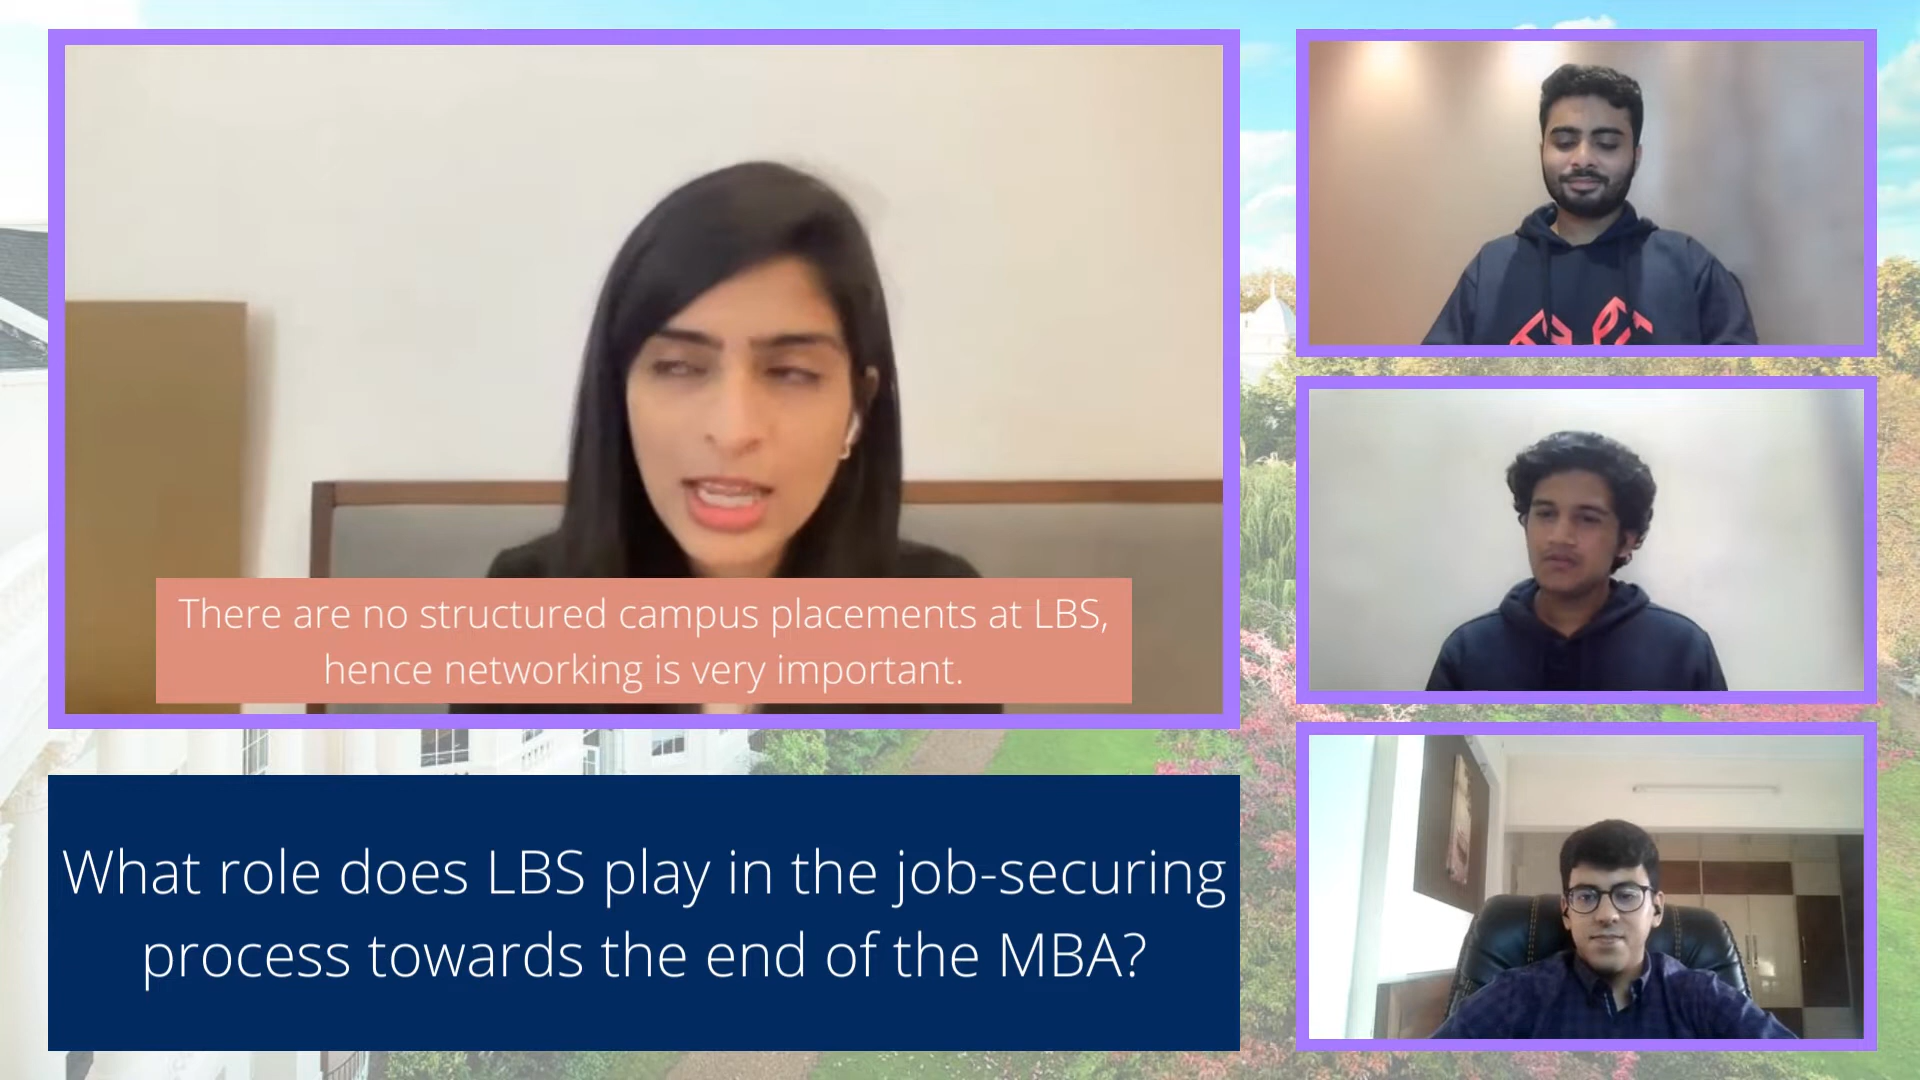 There are no structured campus placements at LBS,
hence networking is very important.
What role does LBS play in the job-securing
process towards the end of the MBA?